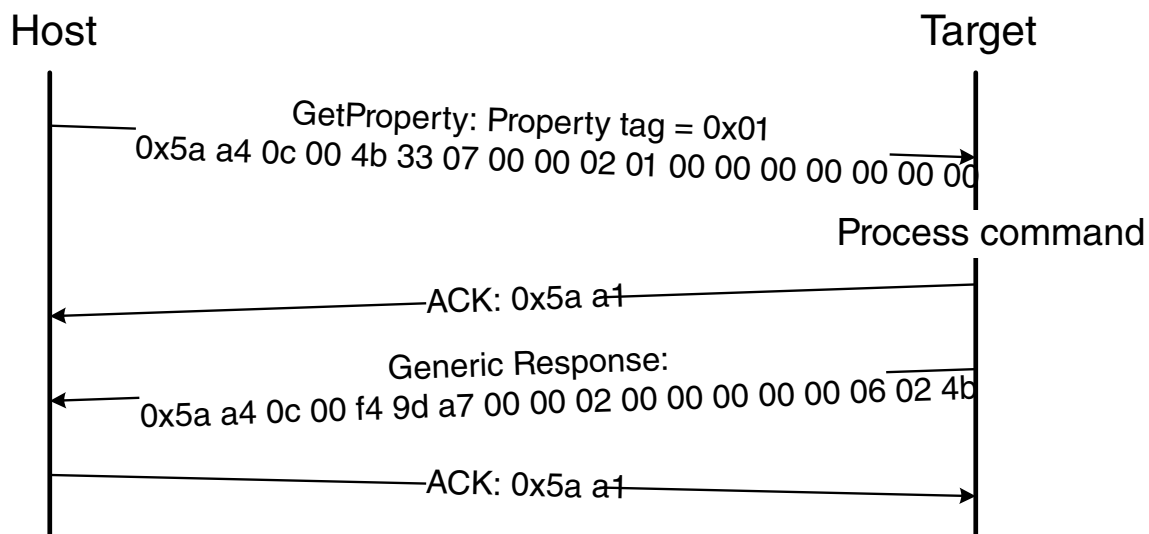 Host
Target
GetProperty: Property tag = 0x01
0x5a a4 0c 00 4b 33 07 00 00 02 01 00 00 00 00 00 00 00
Process command
ACK: 0x5a a1
Generic Response:
0x5a a4 0c 00 f4 9d a7 00 00 02 00 00 00 00 00 06 02 4b
ACK: 0x5a a1